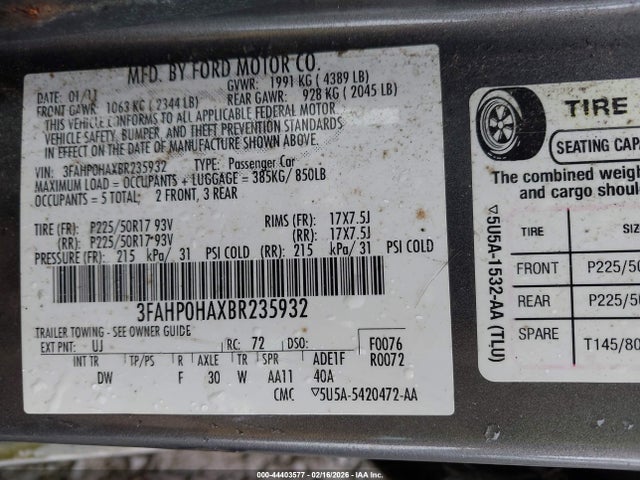 MFD. BY FORD MOTOR CO.
DATE: 01/11 GVWR: 1991 KG ( 4389 LB)
FRONT GAWR: 1063 KG ( 2344 LB) REAR GAWR: 928 KG ( 2045 LB)
THIS VEHICLE CONFORMS TO ALL APPLICABLE FEDERAL MOTOR
VEHICLE SAFETY, BUMPER, AND THEFT PREVENTION STANDARDS
IN EFFECT ON THE DATE OF MANUFACTURE SHOWN ABOVE.
VIN: 3FAHP0HAXBR235932 TYPE: Passenger Car
MAXIMUM LOAD = OCCUPANTS + LUGGAGE = 385KG/ 850LB
OCCUPANTS = 5 TOTAL: 2 FRONT, 3 REAR
TIRE (FR): P225/50R17 93V RIMS (FR): 17X7.5J
(RR): P225/50R17 93V (RR): 17X7.5J
PRESSURE (FR): 215 kPa/ 31 PSI COLD (RR): 215 kPa/ 31 PSI COLD
3FAHP0HAXBR235932
TRAILER TOWING - SEE OWNER GUIDE
EXT PNT: UJ RC: 72 DSO: F0076
INT TR TP/PS R AXLE TR SPR ADE1F R0072
DW F 30 W AA11 40A
CMC ▽5U5A-5420472-AA
▽5U5A-1532-AA (TLU)
TIRE
SEATING CAPA
The combined weigh
and cargo shou
TIRE SI
FRONT P225/50
REAR P225/5
SPARE T145/80
000-44403577 - 02/16/2026 - IAA Inc.